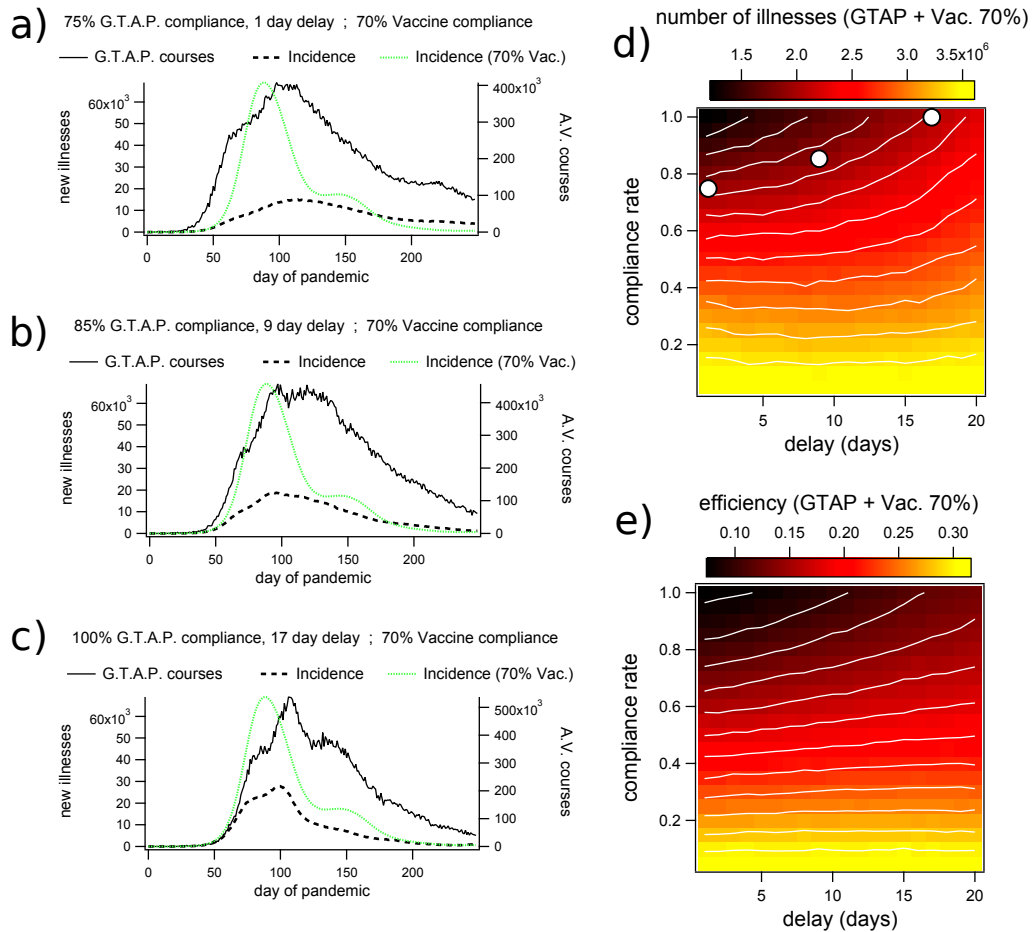 a)
75% G.T.A.P. compliance, 1 day delay ; 70% Vaccine compliance
G.T.A.P. courses Incidence Incidence (70% Vac.)
new illnesses
60x10³
50
40
30
20
10
0
400x10³
300
200
100
0
A.V. courses
0 50 100 150 200
day of pandemic
b)
85% G.T.A.P. compliance, 9 day delay ; 70% Vaccine compliance
G.T.A.P. courses Incidence Incidence (70% Vac.)
new illnesses
60x10³
50
40
30
20
10
0
400x10³
300
200
100
0
A.V. courses
0 50 100 150 200
day of pandemic
c)
100% G.T.A.P. compliance, 17 day delay ; 70% Vaccine compliance
G.T.A.P. courses Incidence Incidence (70% Vac.)
new illnesses
60x10³
50
40
30
20
10
0
500x10³
400
300
200
100
0
A.V. courses
0 50 100 150 200
day of pandemic
d)
number of illnesses (GTAP + Vac. 70%)
1.5 2.0 2.5 3.0 3.5x10⁶
compliance rate
1.0
0.8
0.6
0.4
0.2
5 10 15 20
delay (days)
e)
efficiency (GTAP + Vac. 70%)
0.10 0.15 0.20 0.25 0.30
compliance rate
1.0
0.8
0.6
0.4
0.2
5 10 15 20
delay (days)